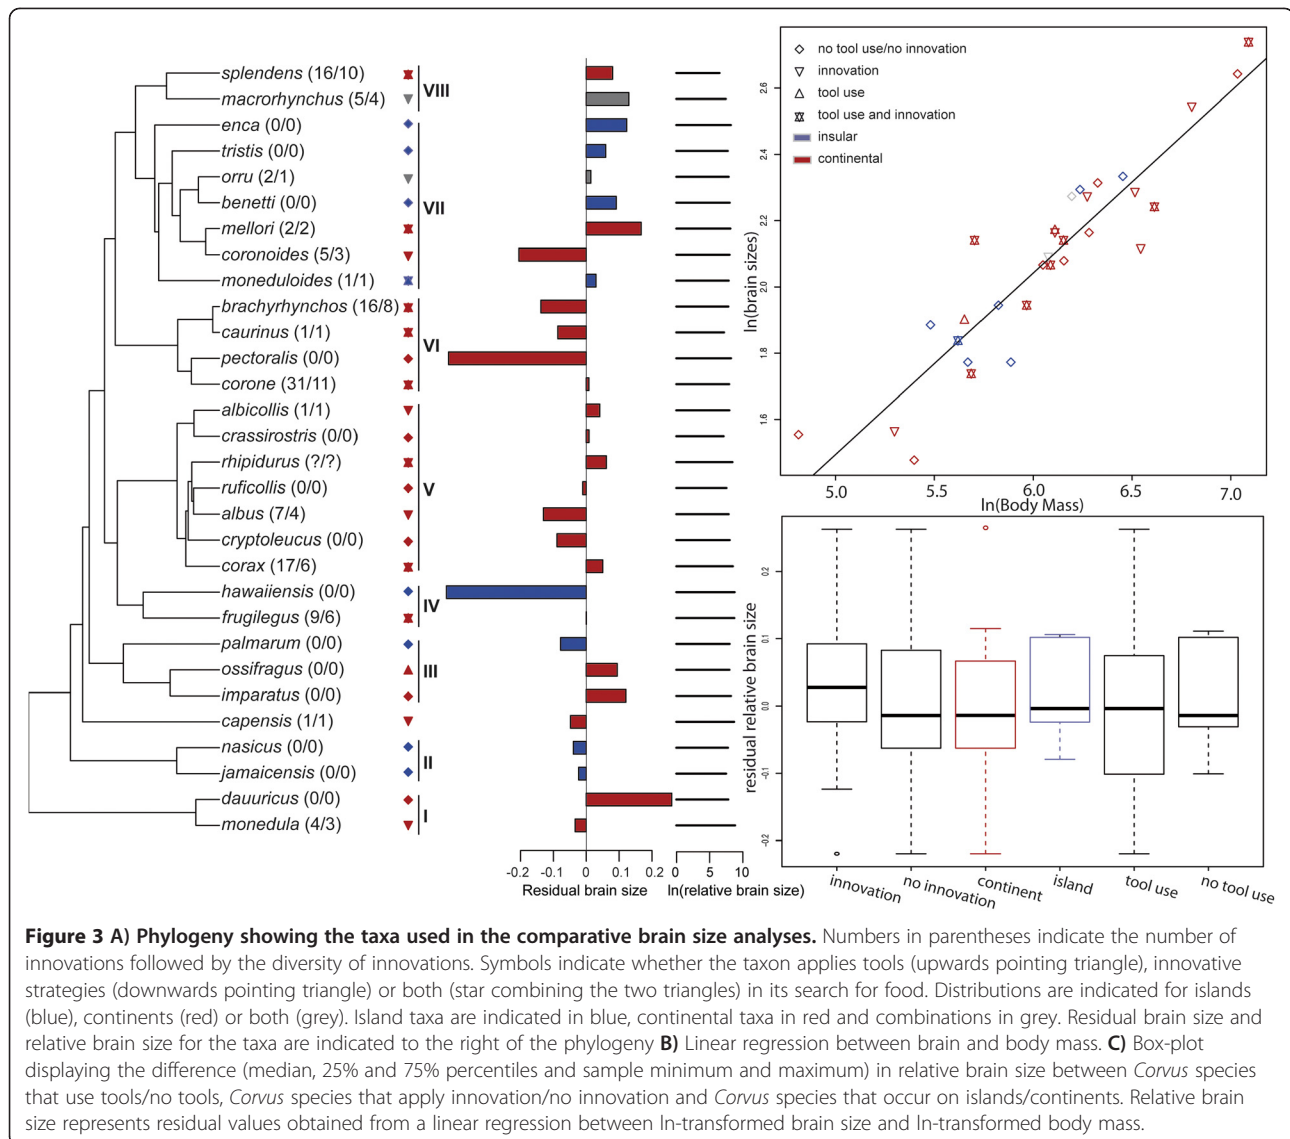 splendens (16/10)
macrorhynchus (5/4)
VIII
enca (0/0)
tristis (0/0)
orru (2/1)
benetti (0/0)
VII
mellori (2/2)
coronoides (5/3)
moneduloides (1/1)
brachyrhynchos (16/8)
caurinus (1/1)
VI
pectoralis (0/0)
corone (31/11)
albicollis (1/1)
crassirostris (0/0)
rhipidurus (?/?)
ruficollis (0/0)
V
albus (7/4)
cryptoleucus (0/0)
corax (17/6)
hawaiiensis (0/0)
IV
frugilegus (9/6)
palmarum (0/0)
ossifragus (0/0)
III
imparatus (0/0)
capensis (1/1)
nasicus (0/0)
II
jamaicensis (0/0)
dauuricus (0/0)
I
monedula (4/3)
-0.2 -0.1 0 0.1 0.2
Residual brain size
0 5 10
ln(relative brain size)
no tool use/no innovation
innovation
tool use
tool use and innovation
insular
continental
ln(brain sizes)
2.6
2.4
2.2
2.0
1.8
1.6
5.0 5.5 6.0 6.5 7.0
ln(Body Mass)
residual relative brain size
0.2
0.1
0.0
-0.1
-0.2
innovation
no innovation
continent
island
tool use
no tool use
Figure 3 A) Phylogeny showing the taxa used in the comparative brain size analyses. Numbers in parentheses indicate the number of
innovations followed by the diversity of innovations. Symbols indicate whether the taxon applies tools (upwards pointing triangle), innovative
strategies (downwards pointing triangle) or both (star combining the two triangles) in its search for food. Distributions are indicated for islands
(blue), continents (red) or both (grey). Island taxa are indicated in blue, continental taxa in red and combinations in grey. Residual brain size and
relative brain size for the taxa are indicated to the right of the phylogeny B) Linear regression between brain and body mass. C) Box-plot
displaying the difference (median, 25% and 75% percentiles and sample minimum and maximum) in relative brain size between Corvus species
that use tools/no tools, Corvus species that apply innovation/no innovation and Corvus species that occur on islands/continents. Relative brain
size represents residual values obtained from a linear regression between ln-transformed brain size and ln-transformed body mass.